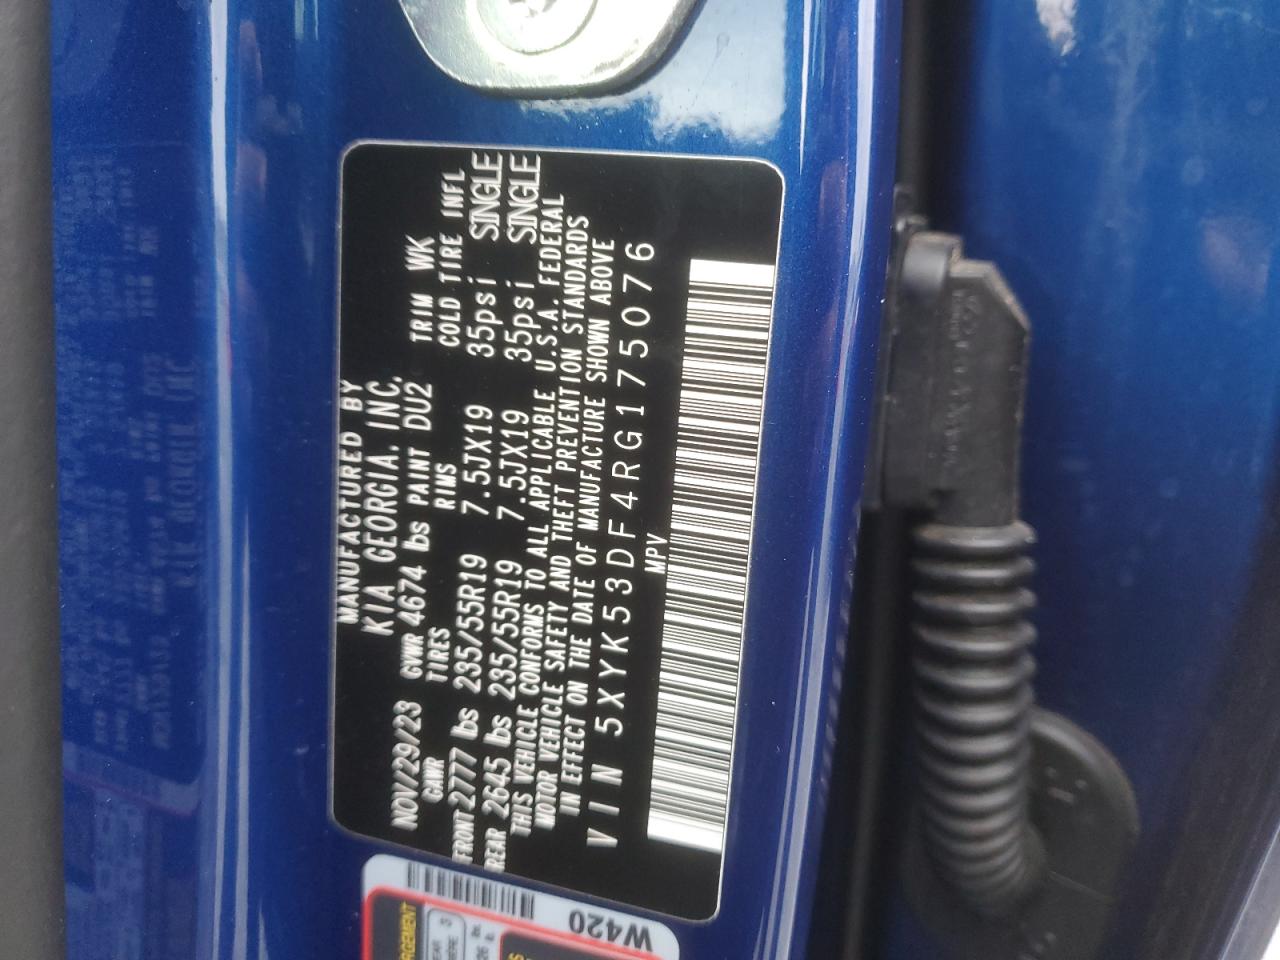 MANUFACTURED BY
KIA GEORGIA. INC.
NOV/29/23 GVWR 4674 lbs PAINT DU2 TRIM WK
GAWR TIRES RIMS COLD TIRE INFL
FRONT 2777 lbs 235/55R19 7.5JX19 35psi SINGLE
REAR 2645 lbs 235/55R19 7.5JX19 35psi SINGLE
THIS VEHICLE CONFORMS TO ALL APPLICABLE U.S.A. FEDERAL
MOTOR VEHICLE SAFETY AND THEFT PREVENTION STANDARDS
IN EFFECT ON THE DATE OF MANUFACTURE SHOWN ABOVE
VIN 5XYK53DF4RG175076
MPV
W420